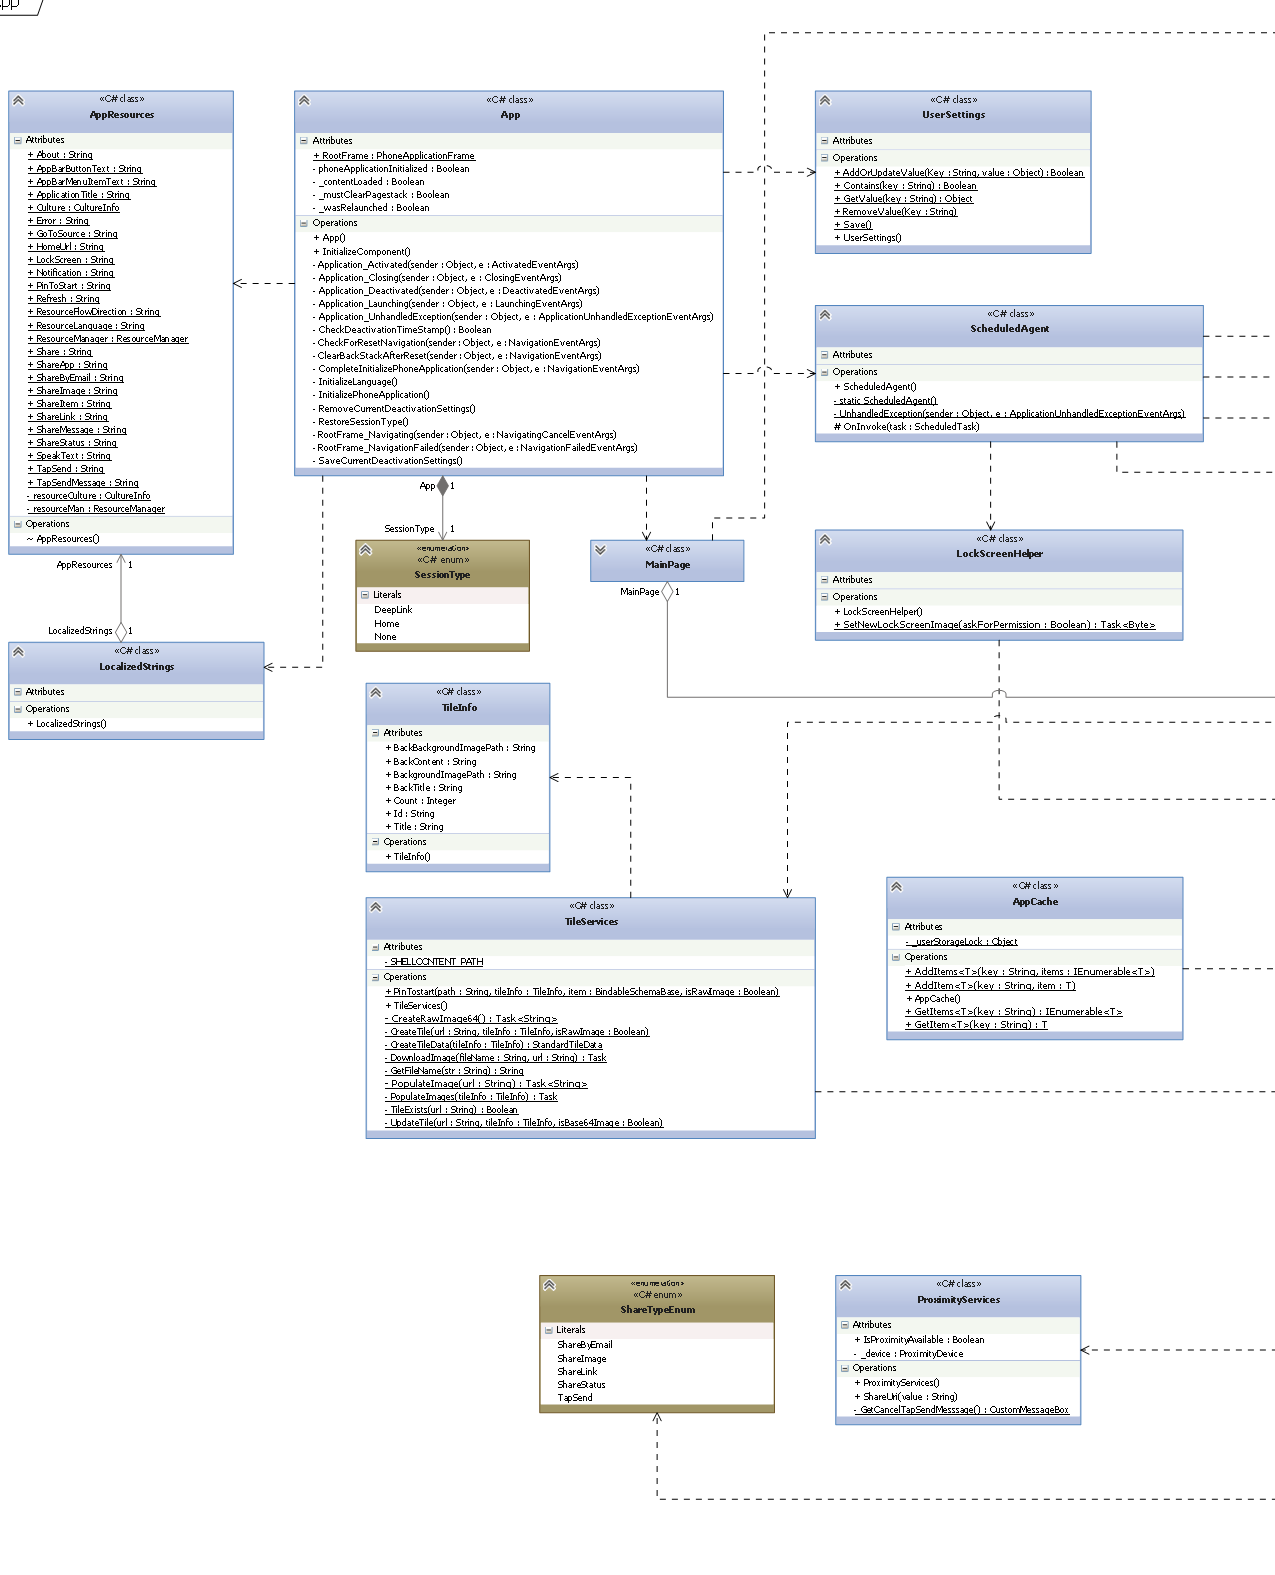 App
«C# class»
AppResources
Attributes
+ About : String
+ AppBarButtonText : String
+ AppBarMenuItemText : String
+ ApplicationTitle : String
+ Culture : CultureInfo
+ Error : String
+ GoToSource : String
+ HomeUrl : String
+ LockScreen : String
+ Notification : String
+ PinToStart : String
+ Refresh : String
+ ResourceFlowDirection : String
+ ResourceLanguage : String
+ ResourceManager : ResourceManager
+ Share : String
+ ShareApp : String
+ ShareByEmail : String
+ ShareImage : String
+ ShareItem : String
+ ShareLink : String
+ ShareMessage : String
+ ShareStatus : String
+ SpeakText : String
+ TapSend : String
+ TapSendMessage : String
- resourceCulture : CultureInfo
- resourceMan : ResourceManager
Operations
~ AppResources()
AppResources 1
LocalizedStrings 1
«C# class»
LocalizedStrings
Attributes
Operations
+ LocalizedStrings()
«C# class»
App
Attributes
+ RootFrame : PhoneApplicationFrame
- phoneApplicationInitialized : Boolean
- _contentLoaded : Boolean
- _mustClearPagestack : Boolean
- _wasRelaunched : Boolean
Operations
+ App()
+ InitializeComponent()
- Application_Activated(sender : Object, e : ActivatedEventArgs)
- Application_Closing(sender : Object, e : ClosingEventArgs)
- Application_Deactivated(sender : Object, e : DeactivatedEventArgs)
- Application_Launching(sender : Object, e : LaunchingEventArgs)
- Application_UnhandledException(sender : Object, e : ApplicationUnhandledExceptionEventArgs)
- CheckDeactivationTimeStamp() : Boolean
- CheckForResetNavigation(sender : Object, e : NavigationEventArgs)
- ClearBackStackAfterReset(sender : Object, e : NavigationEventArgs)
- CompleteInitializePhoneApplication(sender : Object, e : NavigationEventArgs)
- InitializeLanguage()
- InitializePhoneApplication()
- RemoveCurrentDeactivationSettings()
- RestoreSessionType()
- RootFrame_Navigating(sender : Object, e : NavigatingCancelEventArgs)
- RootFrame_NavigationFailed(sender : Object, e : NavigationFailedEventArgs)
- SaveCurrentDeactivationSettings()
App 1
SessionType 1
«enumeration»
«C# enum»
SessionType
Literals
DeepLink
Home
None
«C# class»
MainPage
MainPage 1
«C# class»
UserSettings
Attributes
Operations
+ AddOrUpdateValue(Key : String, value : Object) : Boolean
+ Contains(key : String) : Boolean
+ GetValue(key : String) : Object
+ RemoveValue(Key : String)
+ Save()
+ UserSettings()
«C# class»
ScheduledAgent
Attributes
Operations
+ ScheduledAgent()
- static ScheduledAgent()
- UnhandledException(sender : Object, e : ApplicationUnhandledExceptionEventArgs)
# OnInvoke(task : ScheduledTask)
«C# class»
LockScreenHelper
Attributes
Operations
+ LockScreenHelper()
+ SetNewLockScreenImage(askForPermission : Boolean) : Task<Byte>
«C# class»
TileInfo
Attributes
+ BackBackgroundImagePath : String
+ BackContent : String
+ BackgroundImagePath : String
+ BackTitle : String
+ Count : Integer
+ Id : String
+ Title : String
Operations
+ TileInfo()
«C# class»
TileServices
Attributes
- SHELLCONTENT_PATH
Operations
+ PinTostart(path : String, tileInfo : TileInfo, item : BindableSchemaBase, isRawImage : Boolean)
+ TileServices()
- CreateRawImage64() : Task<String>
- CreateTile(url : String, tileInfo : TileInfo, isRawImage : Boolean)
- CreateTileData(tileInfo : TileInfo) : StandardTileData
- DownloadImage(fileName : String, url : String) : Task
- GetFileName(str : String) : String
- PopulateImage(url : String) : Task<String>
- PopulateImages(tileInfo : TileInfo) : Task
- TileExists(url : String) : Boolean
- UpdateTile(url : String, tileInfo : TileInfo, isBase64Image : Boolean)
«C# class»
AppCache
Attributes
- _userStorageLock : Object
Operations
+ AddItems<T>(key : String, items : IEnumerable<T>)
+ AddItem<T>(key : String, item : T)
+ AppCache()
+ GetItems<T>(key : String) : IEnumerable<T>
+ GetItem<T>(key : String) : T
«enumeration»
«C# enum»
ShareTypeEnum
Literals
ShareByEmail
ShareImage
ShareLink
ShareStatus
TapSend
«C# class»
ProximityServices
Attributes
+ IsProximityAvailable : Boolean
- _device : ProximityDevice
Operations
+ ProximityServices()
+ ShareUri(value : String)
- GetCancelTapSendMesssage() : CustomMessageBox